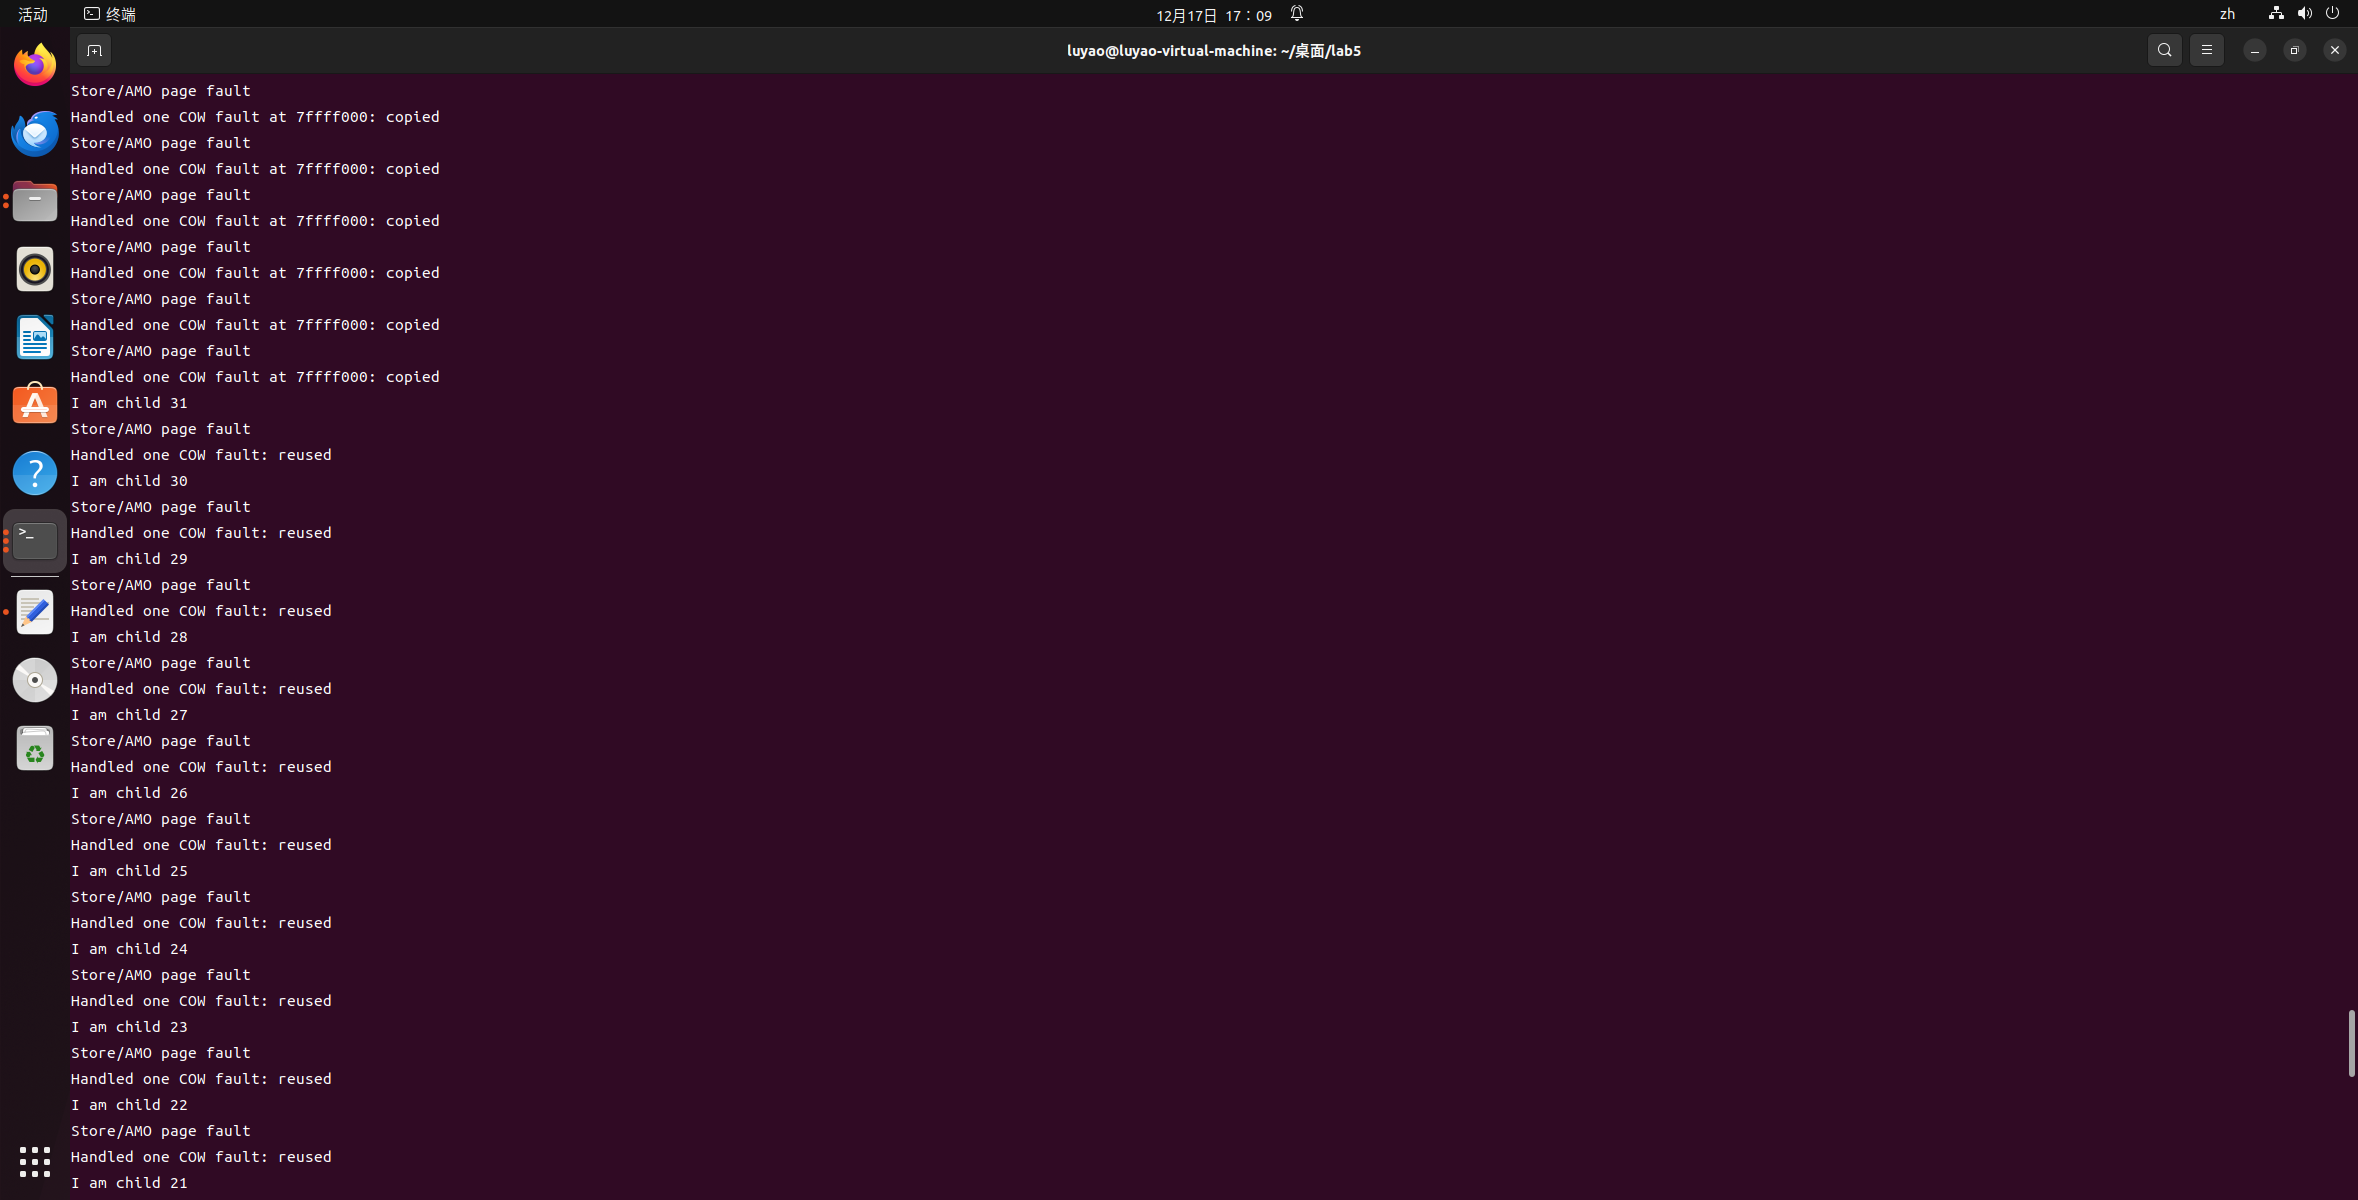 活动 终端 12月17日 17：09 zh
luyao@luyao-virtual-machine: ~/桌面/lab5
Store/AMO page fault
Handled one COW fault at 7ffff000: copied
Store/AMO page fault
Handled one COW fault at 7ffff000: copied
Store/AMO page fault
Handled one COW fault at 7ffff000: copied
Store/AMO page fault
Handled one COW fault at 7ffff000: copied
Store/AMO page fault
Handled one COW fault at 7ffff000: copied
Store/AMO page fault
Handled one COW fault at 7ffff000: copied
I am child 31
Store/AMO page fault
Handled one COW fault: reused
I am child 30
Store/AMO page fault
Handled one COW fault: reused
I am child 29
Store/AMO page fault
Handled one COW fault: reused
I am child 28
Store/AMO page fault
Handled one COW fault: reused
I am child 27
Store/AMO page fault
Handled one COW fault: reused
I am child 26
Store/AMO page fault
Handled one COW fault: reused
I am child 25
Store/AMO page fault
Handled one COW fault: reused
I am child 24
Store/AMO page fault
Handled one COW fault: reused
I am child 23
Store/AMO page fault
Handled one COW fault: reused
I am child 22
Store/AMO page fault
Handled one COW fault: reused
I am child 21